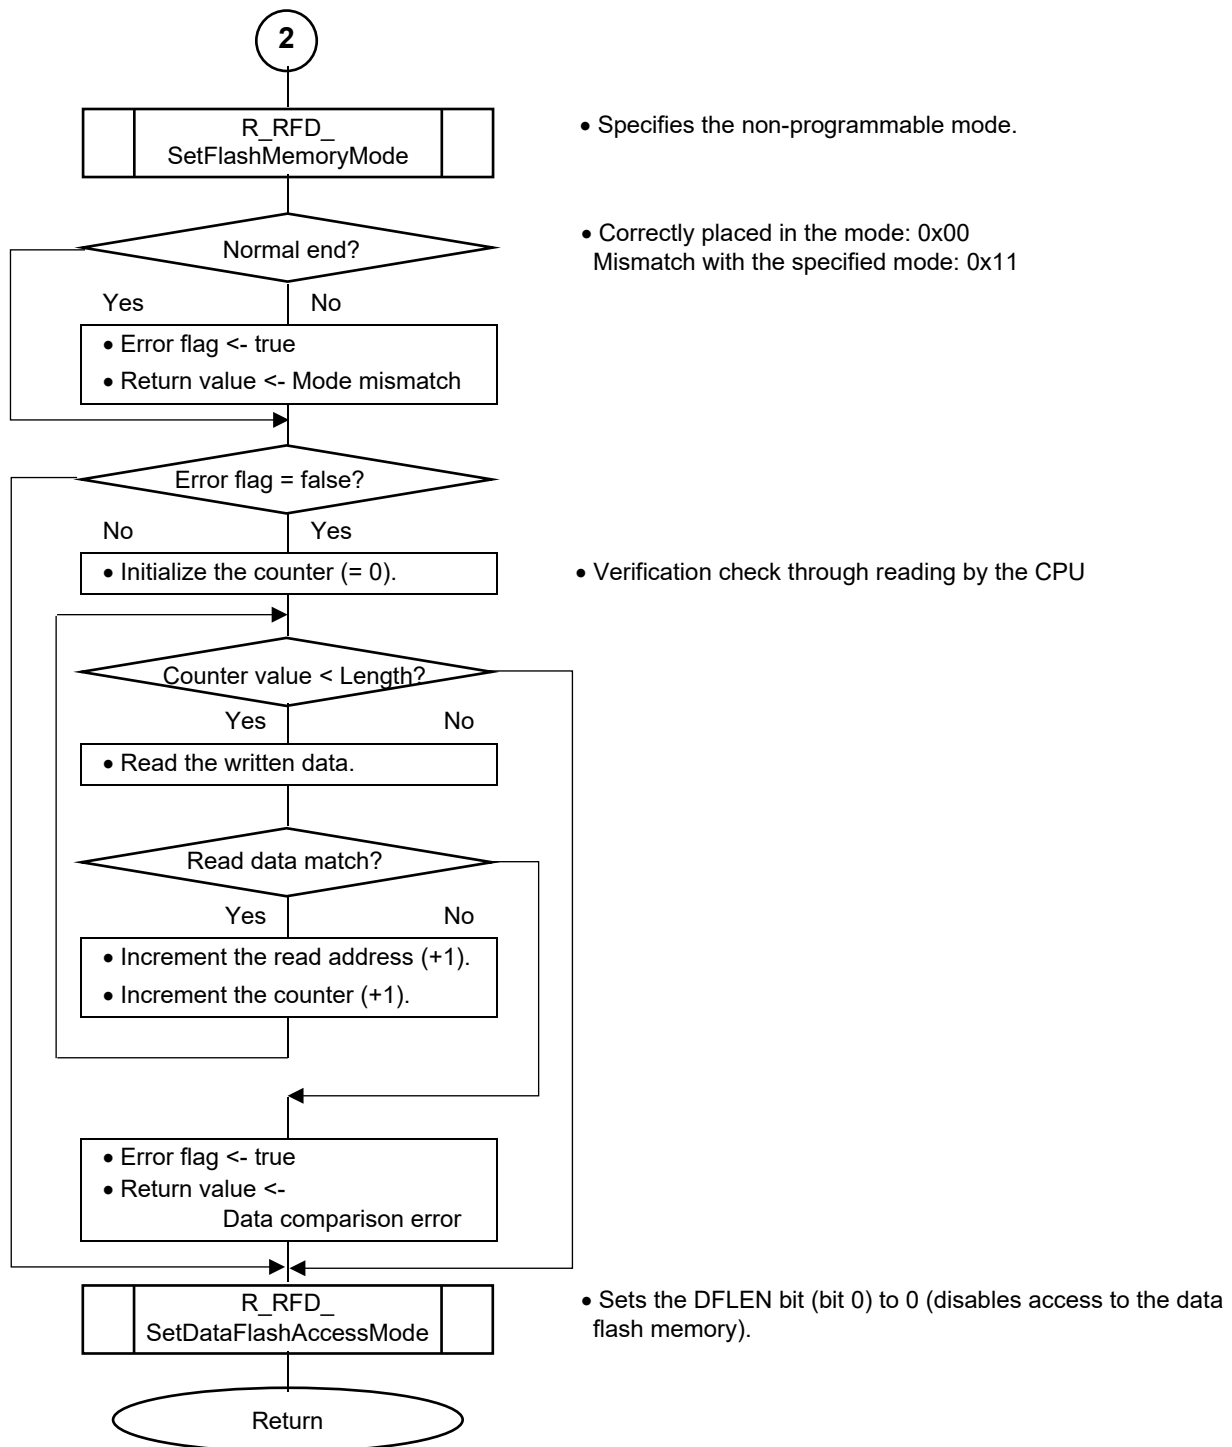 2
R_RFD_
SetFlashMemoryMode
• Specifies the non-programmable mode.
Normal end?
• Correctly placed in the mode: 0x00
Mismatch with the specified mode: 0x11
Yes No
• Error flag <- true
• Return value <- Mode mismatch
Error flag = false?
No Yes
• Initialize the counter (= 0).
• Verification check through reading by the CPU
Counter value < Length?
Yes No
• Read the written data.
Read data match?
Yes No
• Increment the read address (+1).
• Increment the counter (+1).
• Error flag <- true
• Return value <-
Data comparison error
R_RFD_
SetDataFlashAccessMode
• Sets the DFLEN bit (bit 0) to 0 (disables access to the data
flash memory).
Return